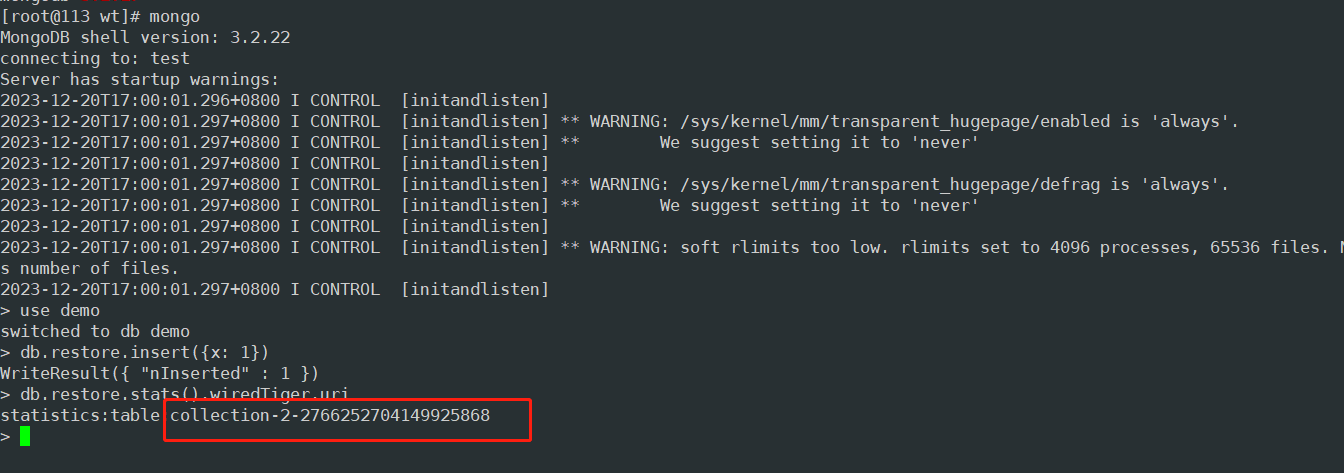 [root@113 wt]# mongo
MongoDB shell version: 3.2.22
connecting to: test
Server has startup warnings:
2023-12-20T17:00:01.296+0800 I CONTROL  [initandlisten]
2023-12-20T17:00:01.297+0800 I CONTROL  [initandlisten] ** WARNING: /sys/kernel/mm/transparent_hugepage/enabled is 'always'.
2023-12-20T17:00:01.297+0800 I CONTROL  [initandlisten] **        We suggest setting it to 'never'
2023-12-20T17:00:01.297+0800 I CONTROL  [initandlisten]
2023-12-20T17:00:01.297+0800 I CONTROL  [initandlisten] ** WARNING: /sys/kernel/mm/transparent_hugepage/defrag is 'always'.
2023-12-20T17:00:01.297+0800 I CONTROL  [initandlisten] **        We suggest setting it to 'never'
2023-12-20T17:00:01.297+0800 I CONTROL  [initandlisten]
2023-12-20T17:00:01.297+0800 I CONTROL  [initandlisten] ** WARNING: soft rlimits too low. rlimits set to 4096 processes, 65536 files.
s number of files.
2023-12-20T17:00:01.297+0800 I CONTROL  [initandlisten]
> use demo
switched to db demo
> db.restore.insert({x: 1})
WriteResult({ "nInserted" : 1 })
> db.restore.stats().wiredTiger.uri
statistics:table:collection-2-2766252704149925868
>